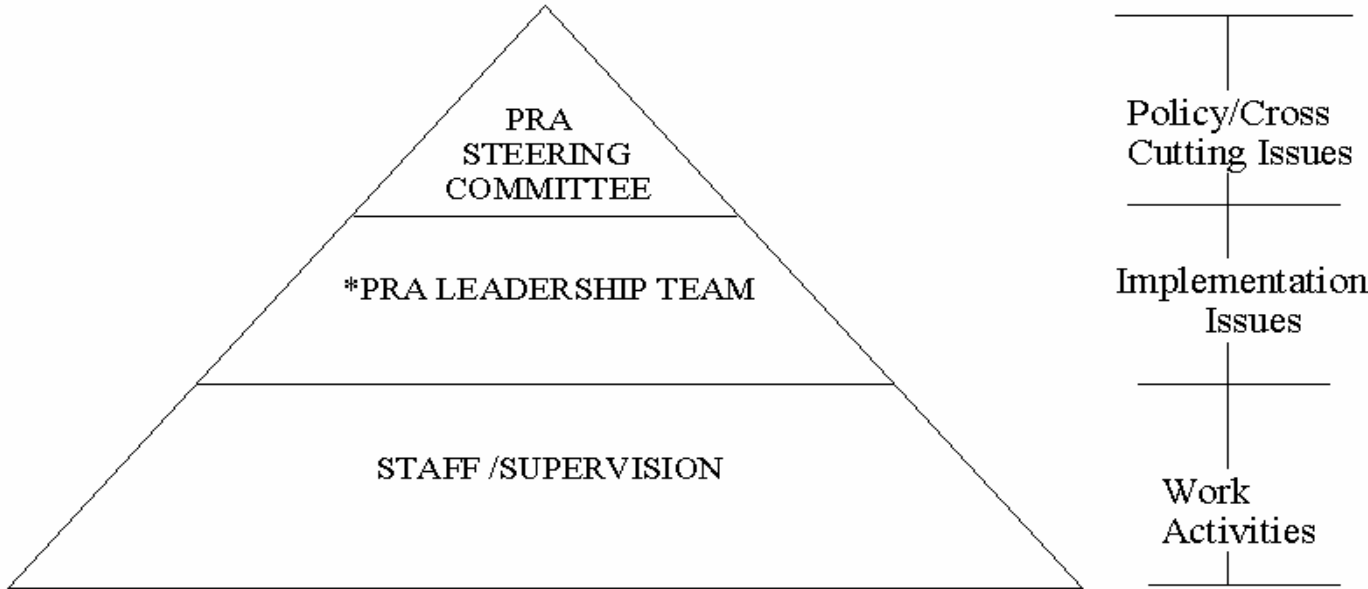 PRA
STEERING
COMMITTEE
Policy/Cross
Cutting Issues
*PRA LEADERSHIP TEAM
Implementation
Issues
STAFF /SUPERVISION
Work
Activities